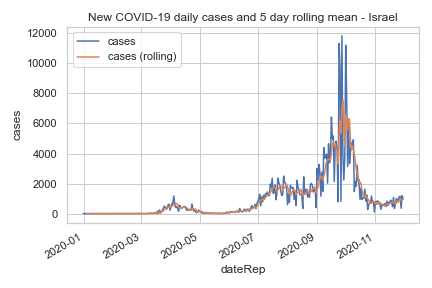 New COVID-19 daily cases and 5 day rolling mean - Israel
cases
cases (rolling)
12000
10000
8000
6000
4000
2000
0
cases
2020-01
2020-03
2020-05
2020-07
2020-09
2020-11
dateRep